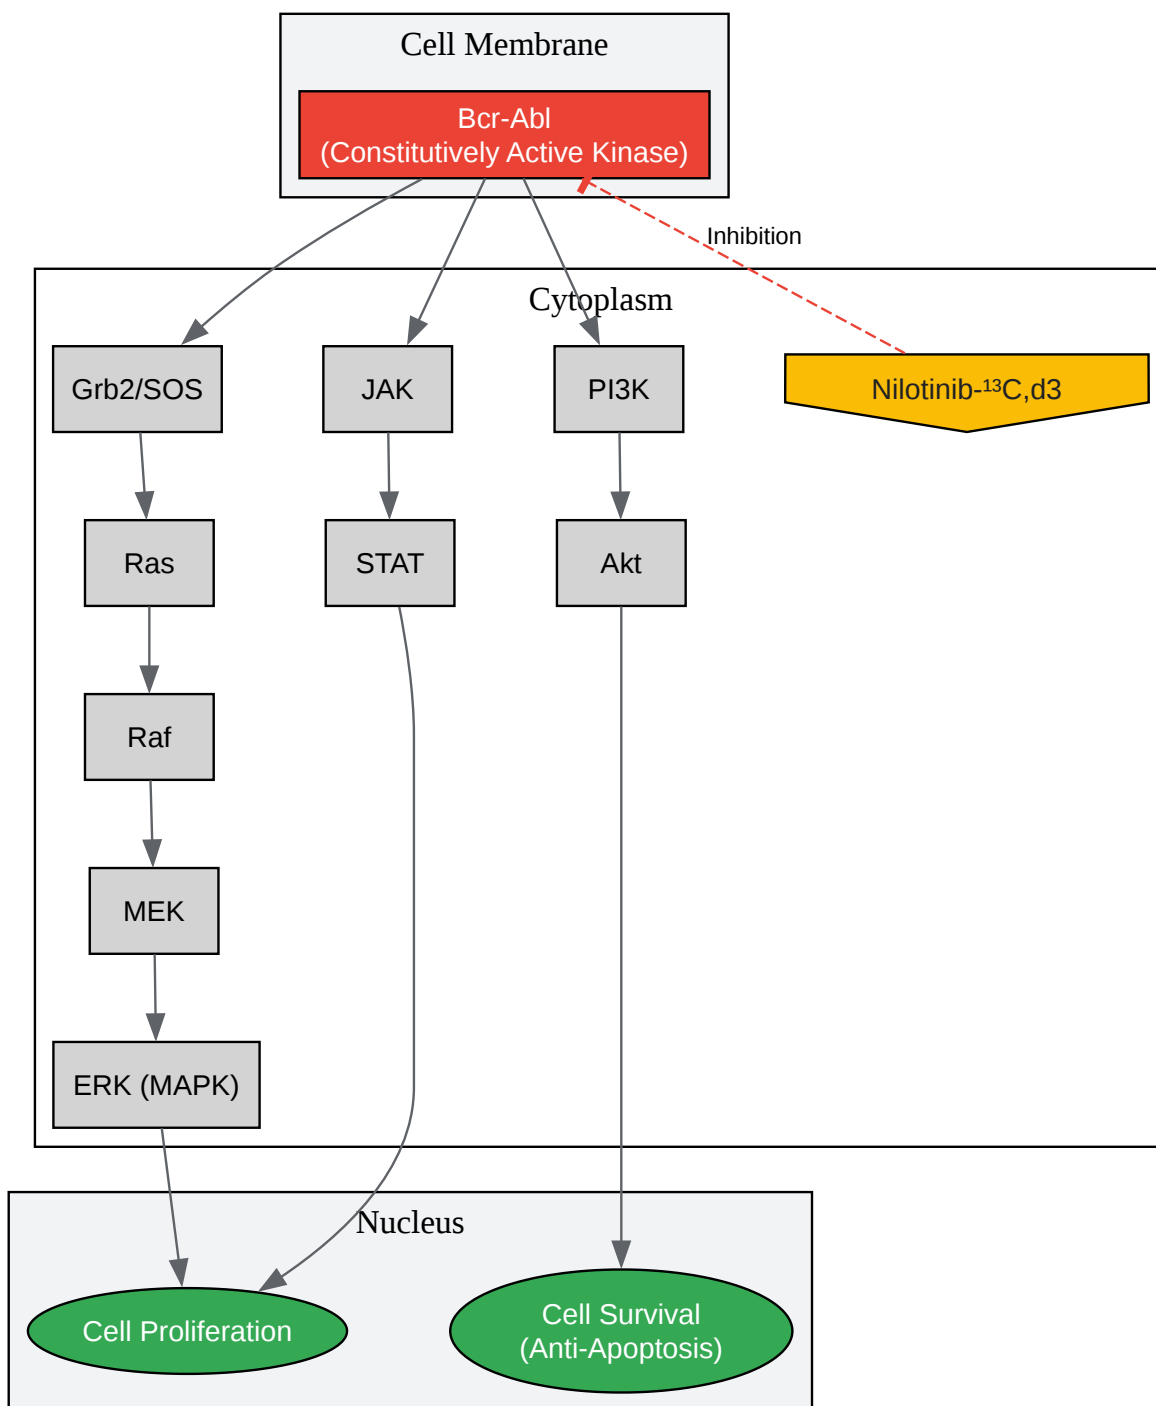 Cell Membrane
Bcr-Abl
(Constitutively Active Kinase)
Inhibition
Cytoplasm
Grb2/SOS
JAK
PI3K
Nilotinib-¹³C,d3
Ras
STAT
Akt
Raf
MEK
ERK (MAPK)
Nucleus
Cell Proliferation
Cell Survival
(Anti-Apoptosis)